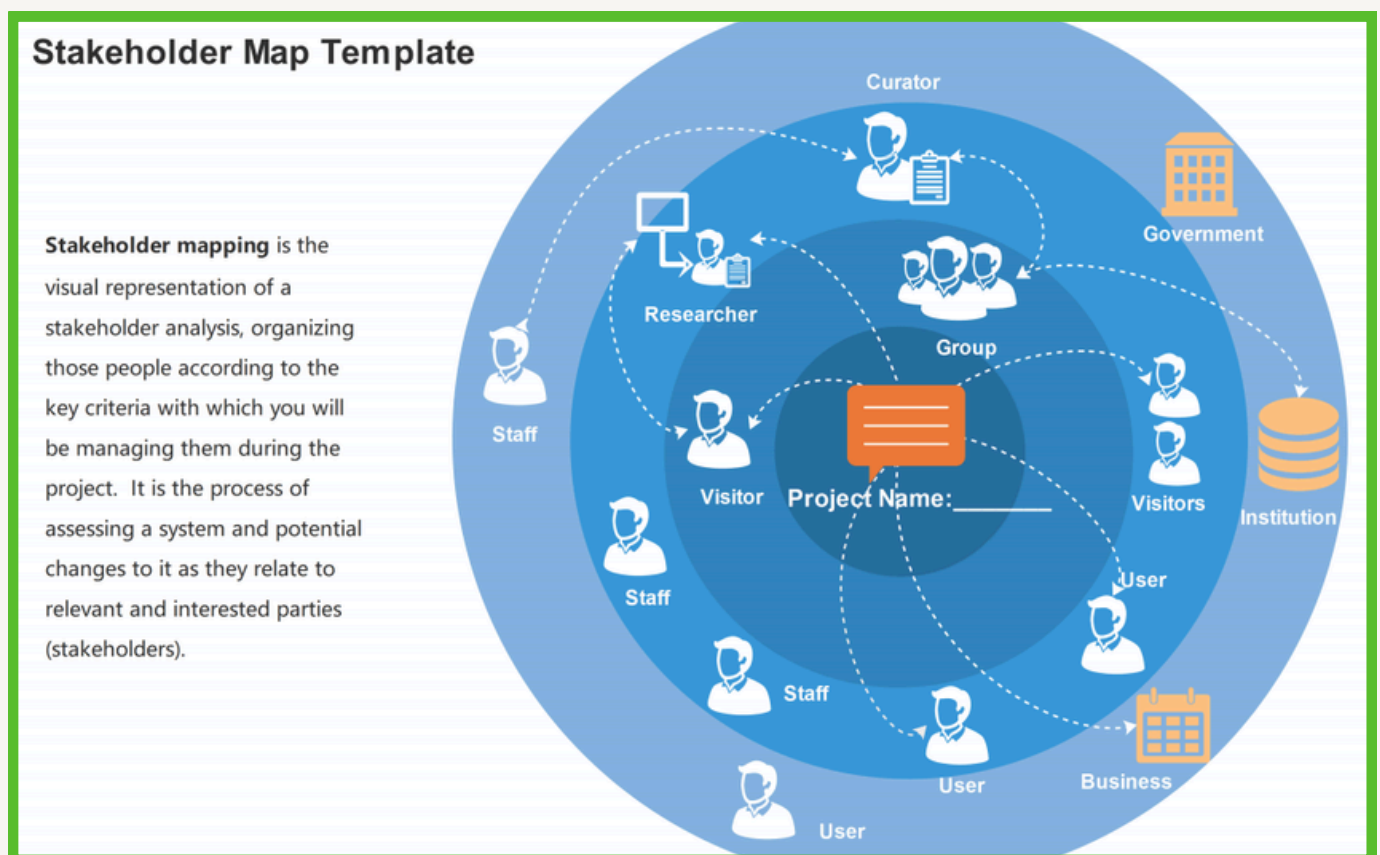 Stakeholder Map Template
Stakeholder mapping is the
visual representation of a
stakeholder analysis, organizing
those people according to the
key criteria with which you will
be managing them during the
project. It is the process of
assessing a system and potential
changes to it as they relate to
relevant and interested parties
(stakeholders).
Curator
Government
Researcher
Group
Staff
Visitor
Project Name:________
Visitors
Institution
User
Staff
Staff
User
Business
User